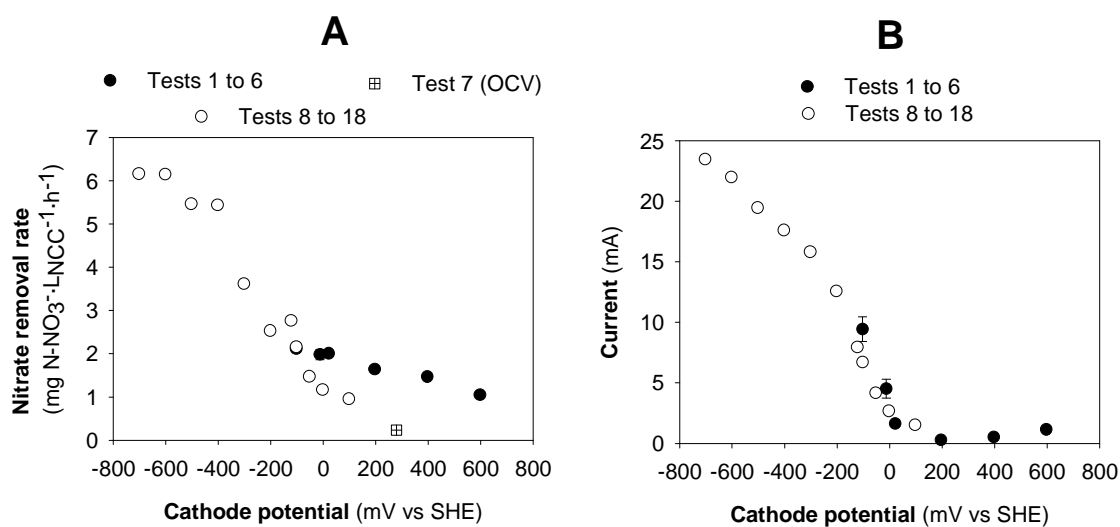 A
Tests 1 to 6
Test 7 (OCV)
Tests 8 to 18
Nitrate removal rate
(mg N-NO3-·LNCC-1·h-1)
7
6
5
4
3
2
1
0
-800 -600 -400 -200 0 200 400 600 800
Cathode potential (mV vs SHE)
B
Tests 1 to 6
Tests 8 to 18
Current (mA)
25
20
15
10
5
0
-800 -600 -400 -200 0 200 400 600 800
Cathode potential (mV vs SHE)